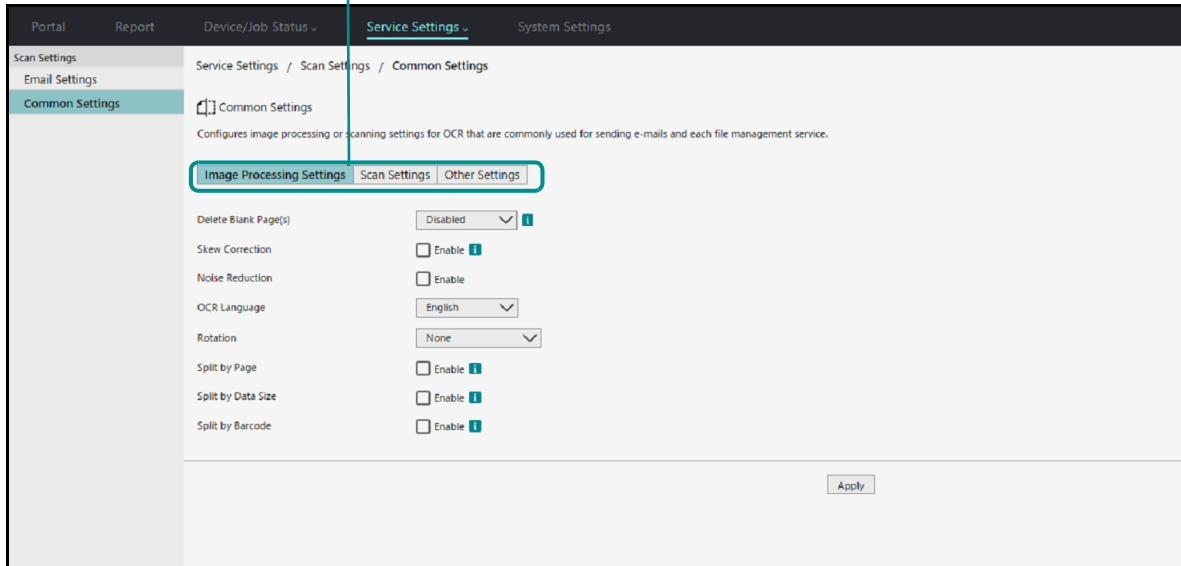 Portal Report Device/Job Status Service Settings System Settings
Scan Settings
Email Settings
Common Settings
Service Settings / Scan Settings / Common Settings
Common Settings
Configures image processing or scanning settings for OCR that are commonly used for sending e-mails and each file management service.
Image Processing Settings Scan Settings Other Settings
Delete Blank Page(s) Disabled i
Skew Correction Enable i
Noise Reduction Enable
OCR Language English
Rotation None
Split by Page Enable i
Split by Data Size Enable i
Split by Barcode Enable i
Apply